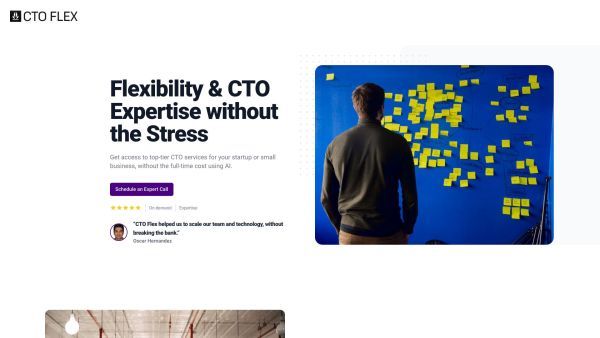 CTO FLEX
Flexibility & CTO
Expertise without
the Stress
Get access to top-tier CTO services for your startup or small
business, without the full-time cost using AI.
Schedule an Expert Call
On demand
Expertise
"CTO Flex helped us to scale our team and technology, without
breaking the bank."
Oscar Hernandez